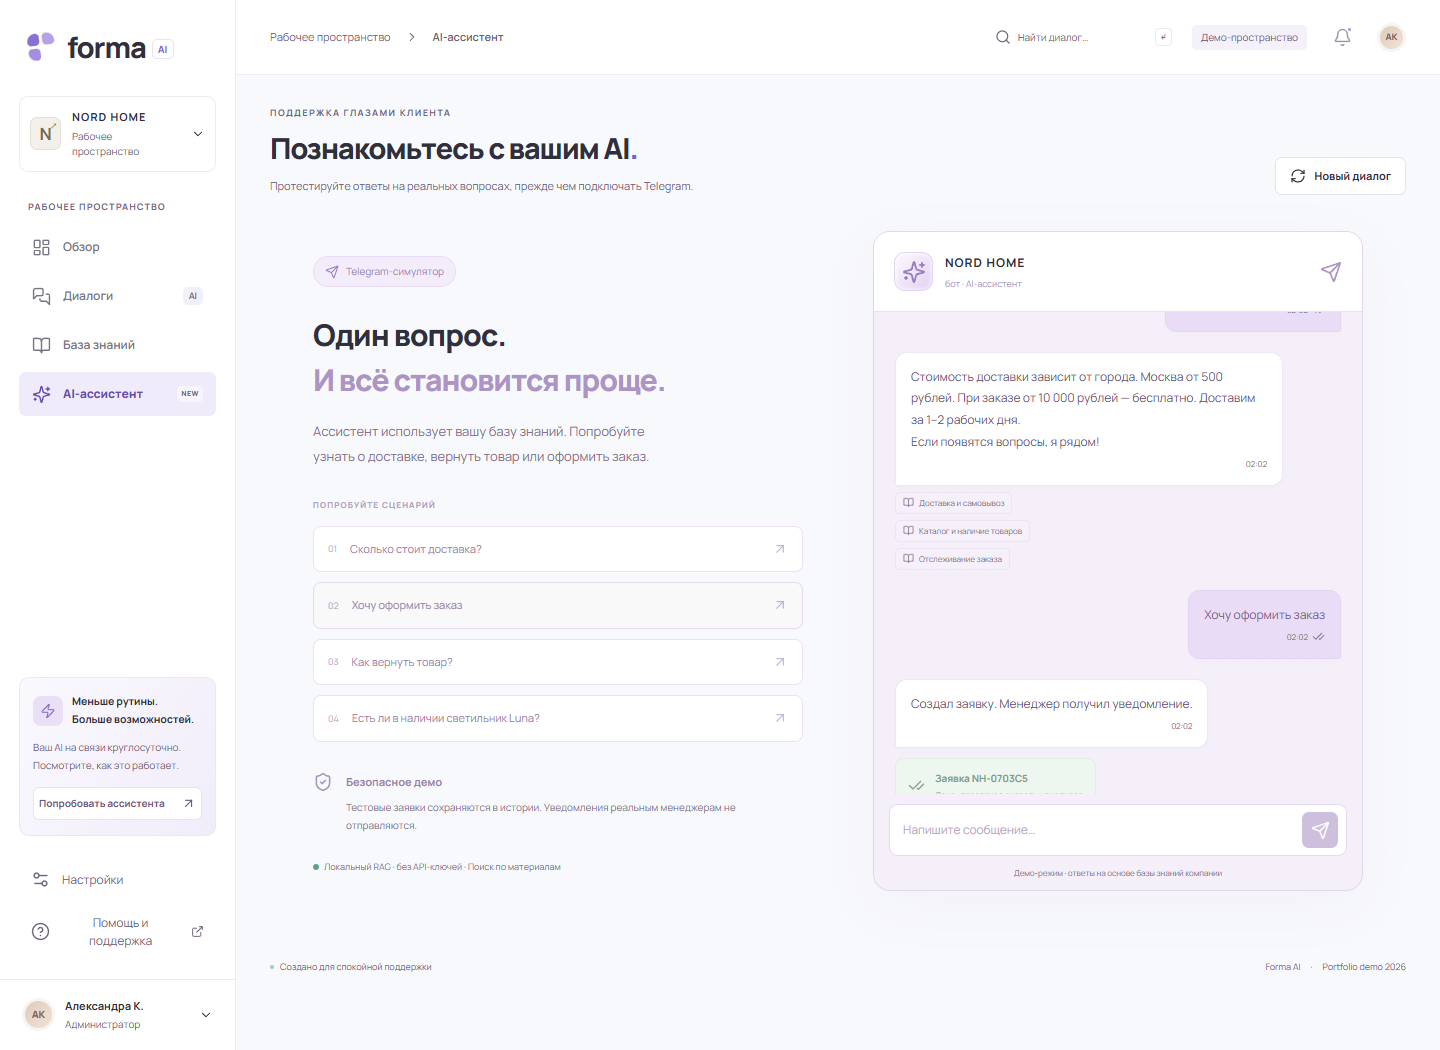 forma AI
NORD HOME
Рабочее
пространство
N
РАБОЧЕЕ ПРОСТРАНСТВО
Обзор
Диалоги AI
База знаний
AI-ассистент NEW
Меньше рутины.
Больше возможностей.
Ваш AI на связи круглосуточно.
Посмотрите, как это работает.
Попробовать ассистента
Настройки
Помощь и
поддержка
AK
Александра К.
Администратор
Рабочее пространство
AI-ассистент
Найти диалог...
Демо-пространство
AK
ПОДДЕРЖКА ГЛАЗАМИ КЛИЕНТА
Познакомьтесь с вашим AI.
Протестируйте ответы на реальных вопросах, прежде чем подключать Telegram.
Новый диалог
Telegram-симулятор
Один вопрос.
И всё становится проще.
Ассистент использует вашу базу знаний. Попробуйте
узнать о доставке, вернуть товар или оформить заказ.
ПОПРОБУЙТЕ СЦЕНАРИЙ
01 Сколько стоит доставка?
02 Хочу оформить заказ
03 Как вернуть товар?
04 Есть ли в наличии светильник Luna?
Безопасное демо
Тестовые заявки сохраняются в истории. Уведомления реальным менеджерам не
отправляются.
Локальный RAG · без API-ключей · Поиск по материалам
NORD HOME
бот · AI-ассистент
Стоимость доставки зависит от города. Москва от 500
рублей. При заказе от 10 000 рублей — бесплатно. Доставим
за 1–2 рабочих дня.
Если появятся вопросы, я рядом!
02:02
Доставка и самовывоз
Каталог и наличие товаров
Отслеживание заказа
Хочу оформить заказ
02:02
Создал заявку. Менеджер получил уведомление.
02:02
Заявка NH-0703C5
Напишите сообщение...
Демо-режим · ответы на основе базы знаний компании
Создано для спокойной поддержки
Forma AI · Portfolio demo 2026